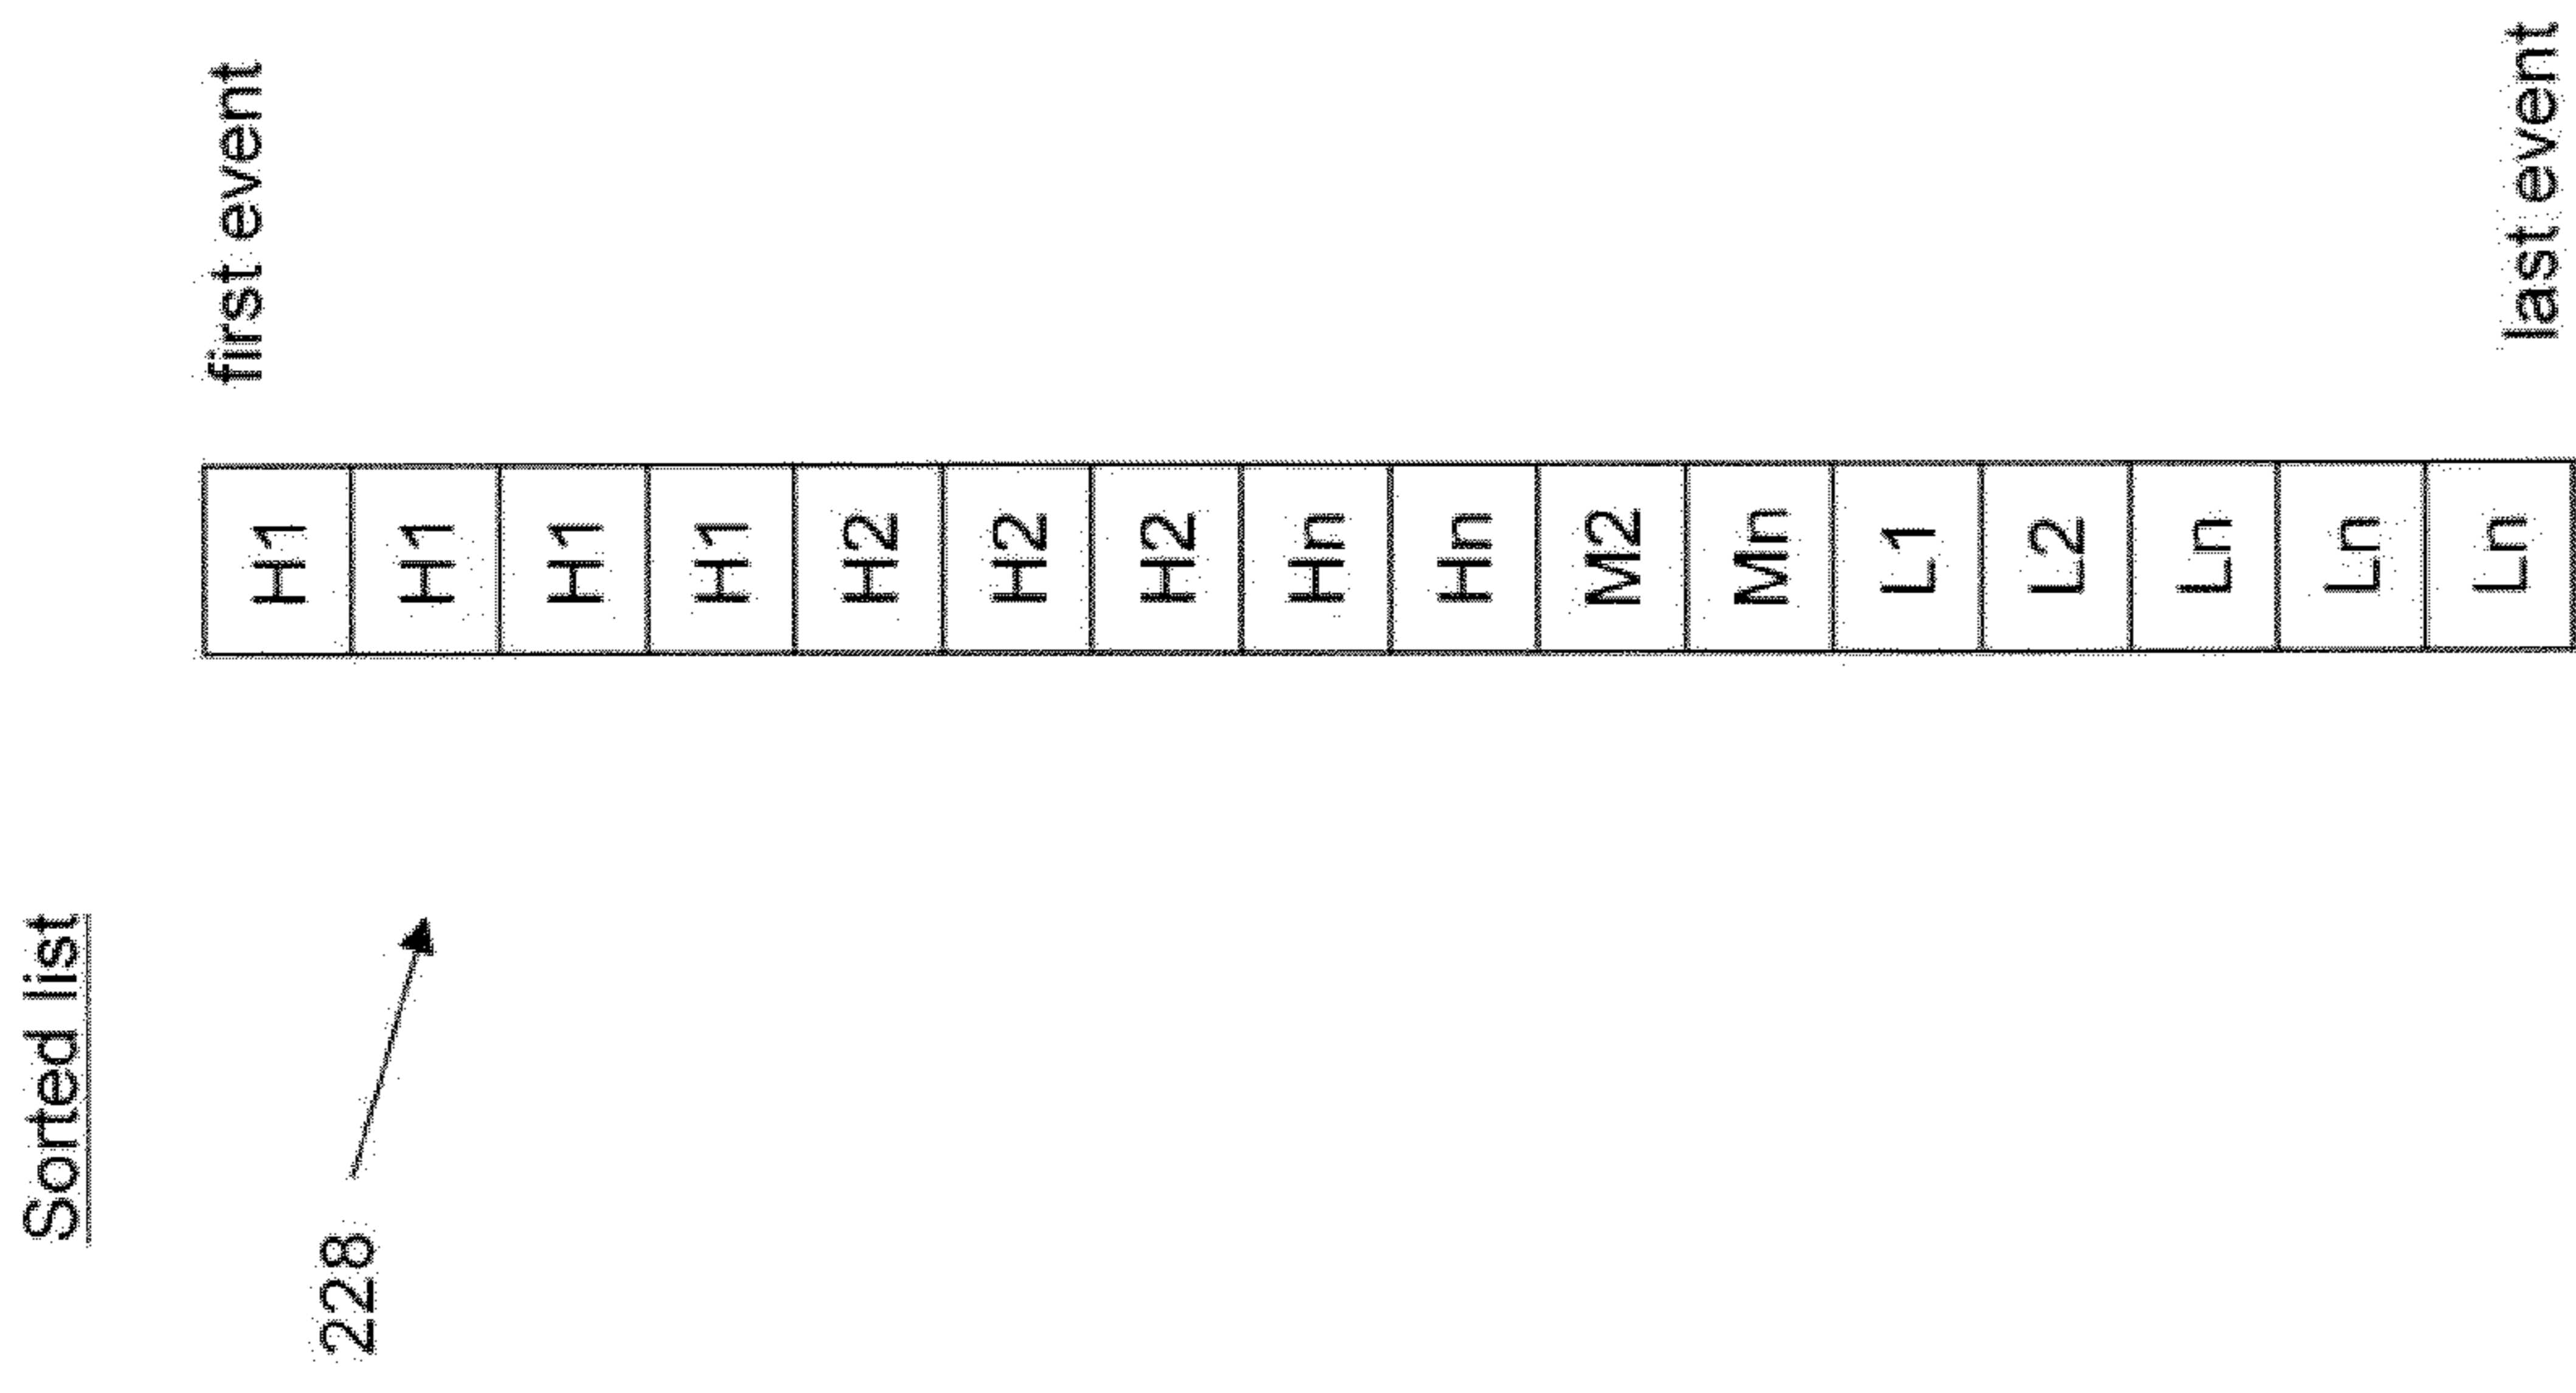 Sorted list
228
first event
H1
H1
H1
H1
H2
H2
H2
Hn
Hn
M2
Mn
L1
L2
Ln
Ln
Ln
last event